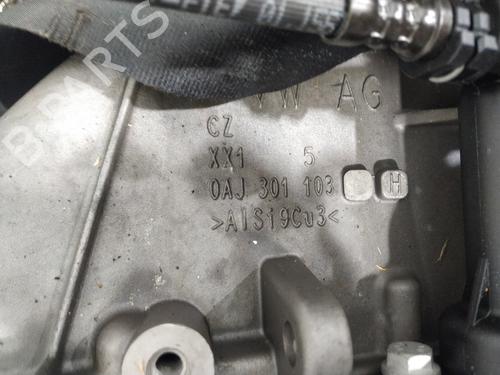 VW AG
CZ
XX1 5
0AJ 301 103 H
>AlSi9Cu3<
B-PARTS